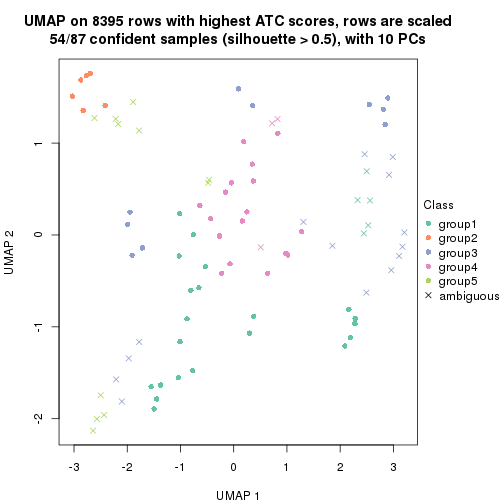 UMAP on 8395 rows with highest ATC scores, rows are scaled
54/87 confident samples (silhouette > 0.5), with 10 PCs
UMAP 2
1
0
-1
-2
-3
-2
-1
0
1
2
3
UMAP 1
Class
group1
group2
group3
group4
group5
ambiguous